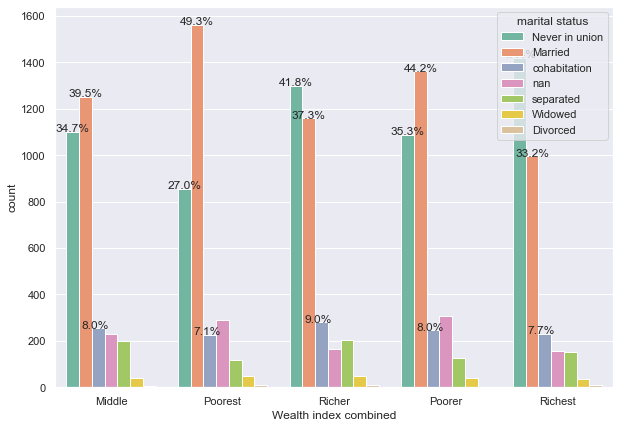 1600
1400
1200
1000
800
600
400
200
0
count
34.7%
39.5%
8.0%
27.0%
49.3%
7.1%
41.8%
37.3%
9.0%
35.3%
44.2%
8.0%
33.2%
7.7%
marital status
Never in union
Married
cohabitation
nan
separated
Widowed
Divorced
Middle
Poorest
Richer
Poorer
Richest
Wealth index combined